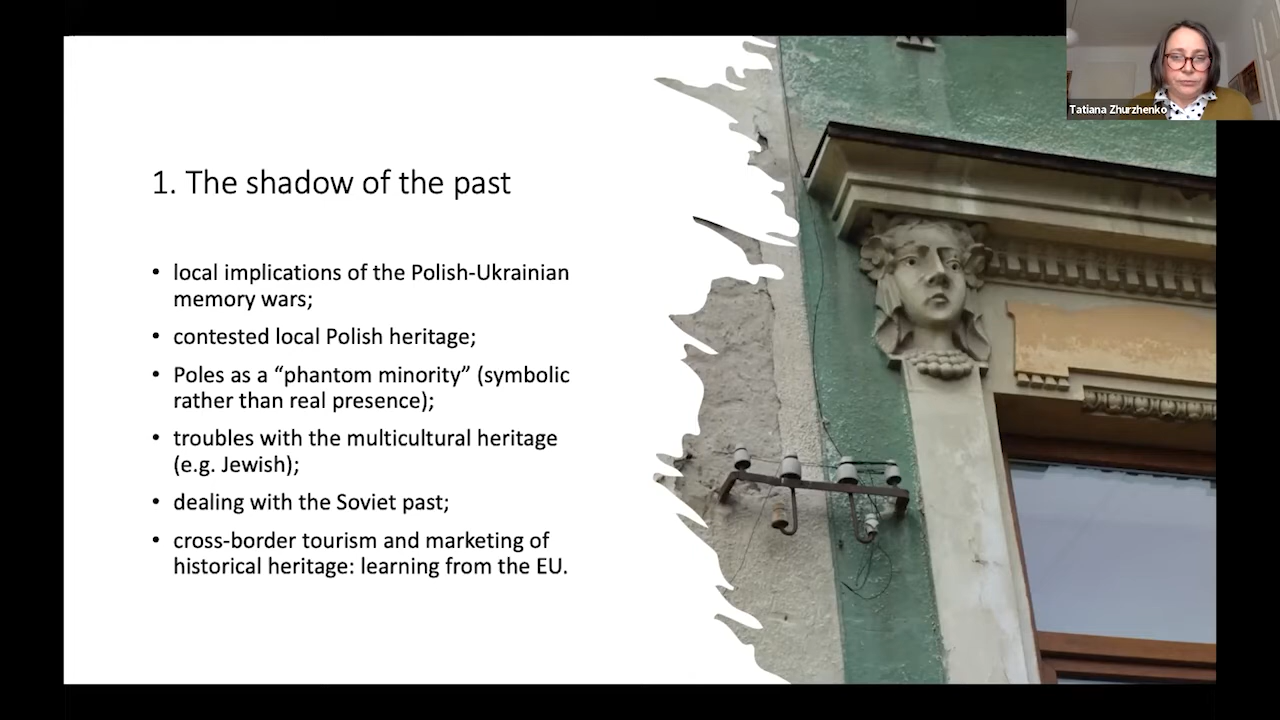 Tatiana Zhurzhenko
1. The shadow of the past
• local implications of the Polish-Ukrainian
memory wars;
• contested local Polish heritage;
• Poles as a “phantom minority” (symbolic
rather than real presence);
• troubles with the multicultural heritage
(e.g. Jewish);
• dealing with the Soviet past;
• cross-border tourism and marketing of
historical heritage: learning from the EU.